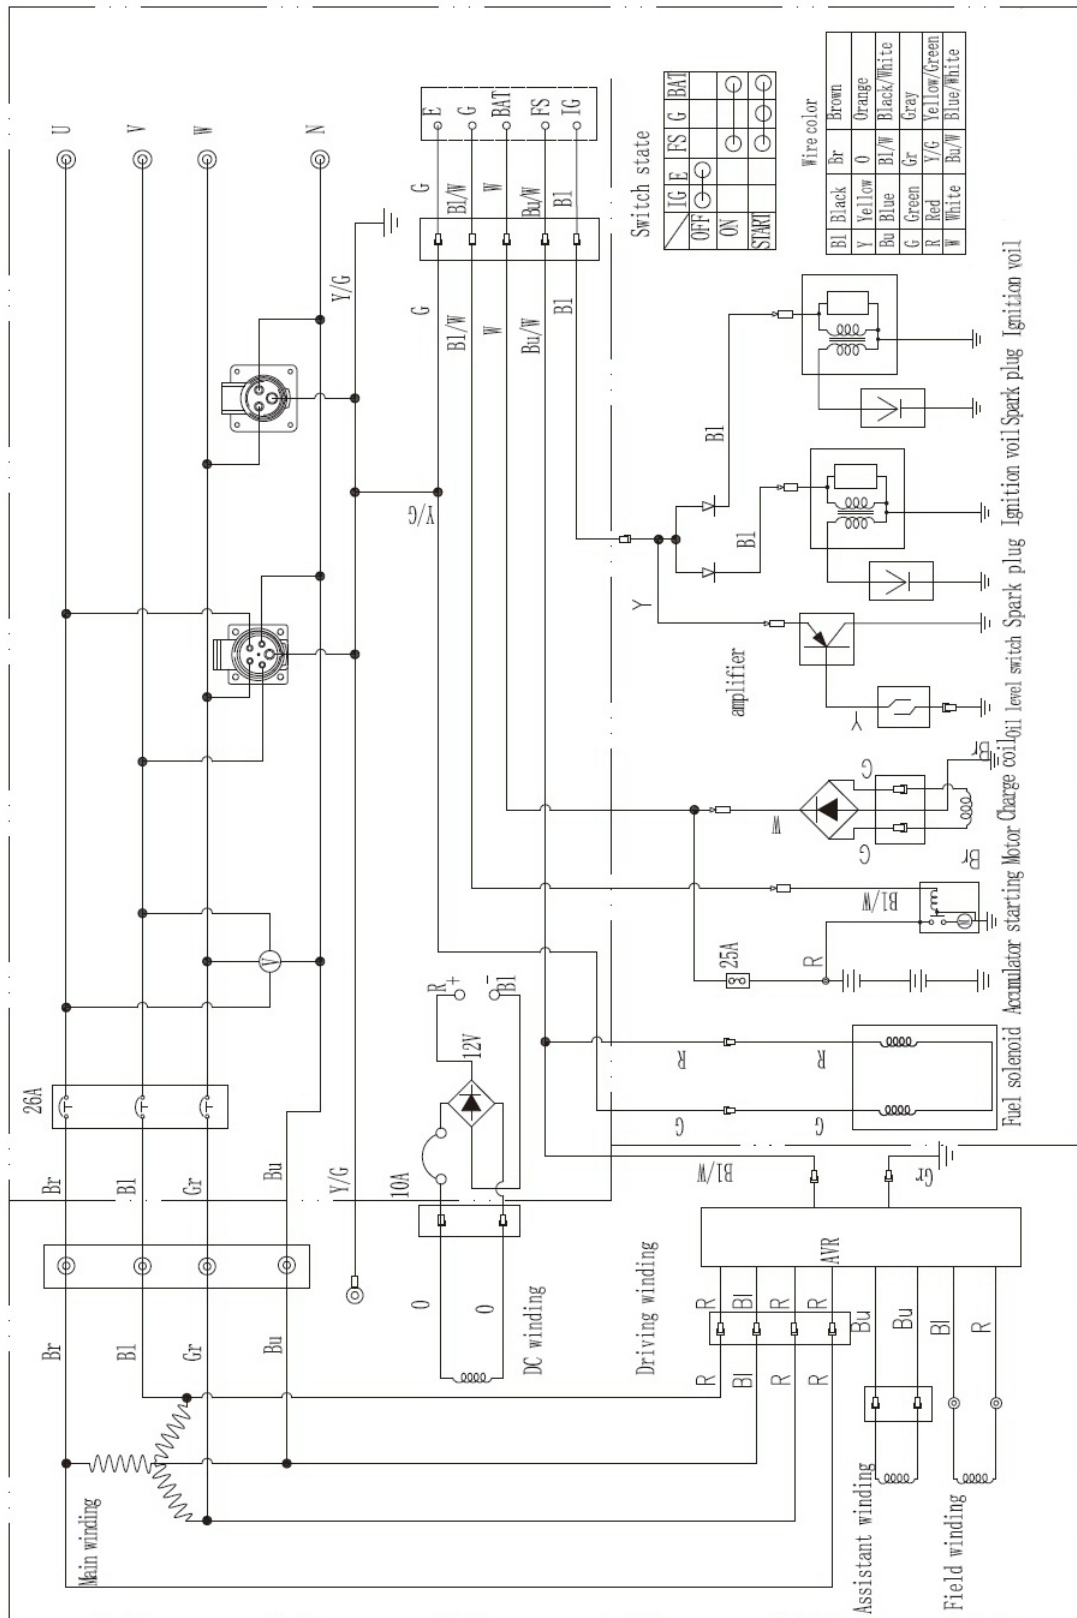 U
V
W
N
26A
Br
Bl
Gr
Bu
Y/G
Br
Bl
Gr
Bu
Main winding
V
Y/G
Y/G
E
G
BAT
FS
IG
G
Bl/W
W
Bu/W
Bl
G
Bl/W
W
Bu/W
Bl
Switch state
IG E FS G BAT
OFF
ON
START
Wire color
Bl Black Br Brown
Y Yellow O Orange
Bu Blue Bl/W Black/White
G Green Gr Gray
R Red Y/G Yellow/Green
W White Bu/W Blue/White
10A
12V
R
+
-
Bl
O
O
DC winding
Driving winding
R
Bl
R
R
R
Bl
R
R
AVR
Bl/W
Gr
Bu
Bu
Bl
R
Assistant winding
Field winding
R
R
G
G
Fuel solenoid
25A
R
Bl/W
M
W
G
G
Br
Br
Y
Y
amplifier
Bl
Bl
Accumulator starting Motor Charge coil Oil level switch Spark plug Ignition voil Spark plug Ignition voil